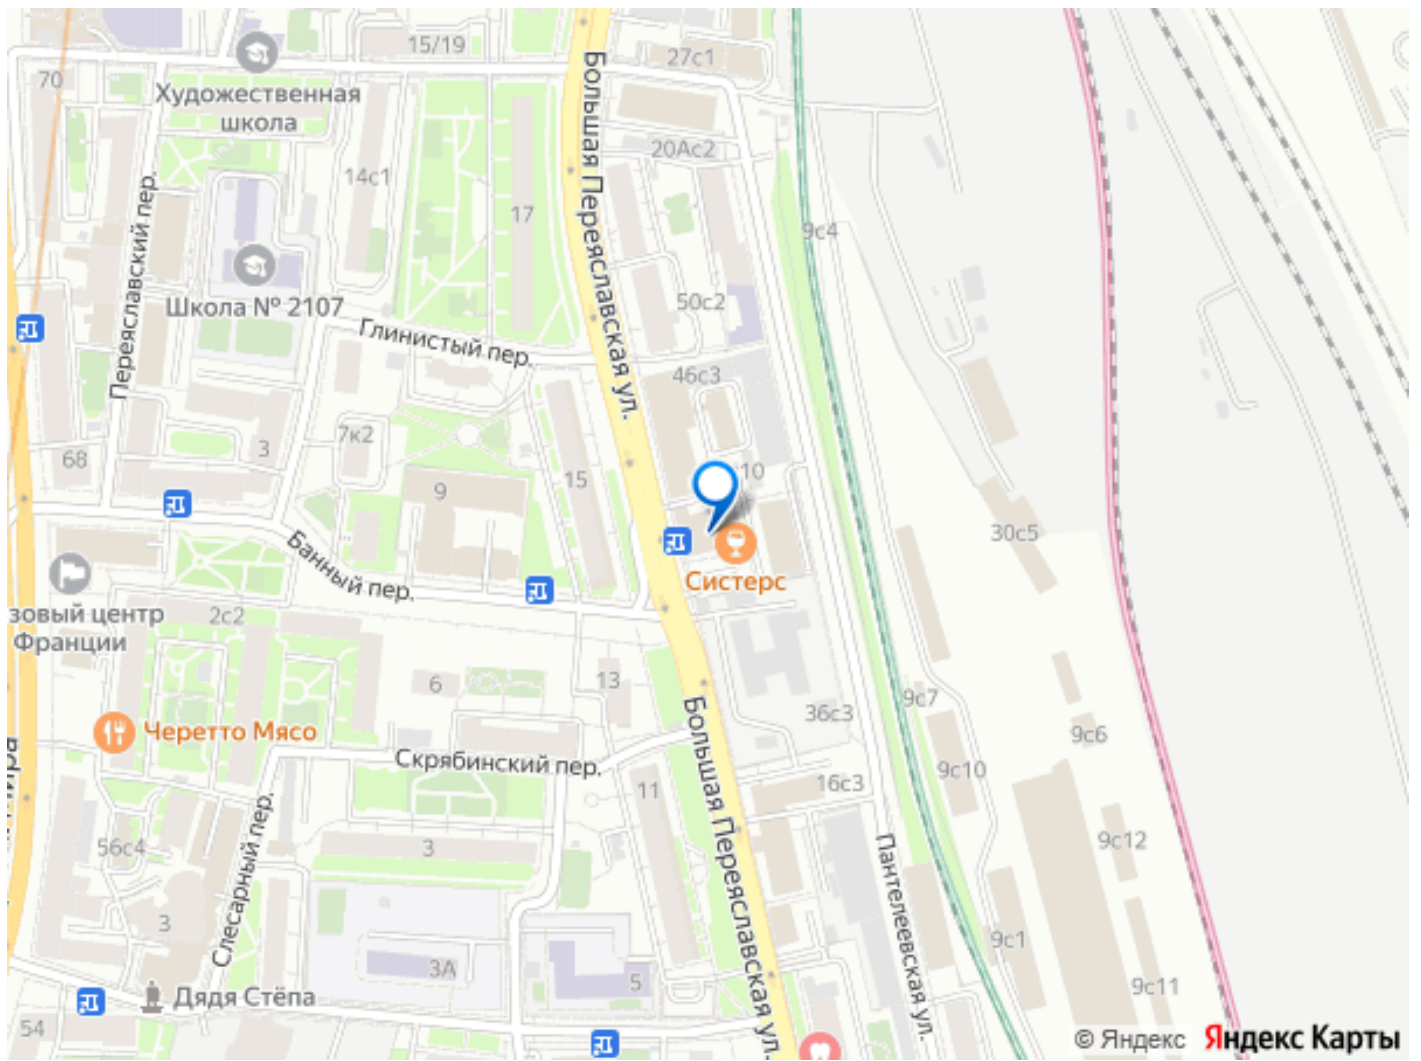 15/19
27с1
70
Художественная
школа
Большая Переяславская ул.
20Ас2
14с1
17
Переяславский пер.
9с4
Школа № 2107
50с2
Глинистый пер.
46с3
7к2
3
68
15
10
9
30с5
Банный пер.
Систерс
зовый центр
Франции
2с2
6
13
36с3
9с7
9с6
Черетто Мясо
Скрябинский пер.
Большая Переяславская ул.
9с10
16с3
11
56с4
3
9с12
Слесарный пер.
Пантелеевская ул.
3
9с1
3А
5
9с11
Дядя Стёпа
54
© Яндекс
Яндекс Карты